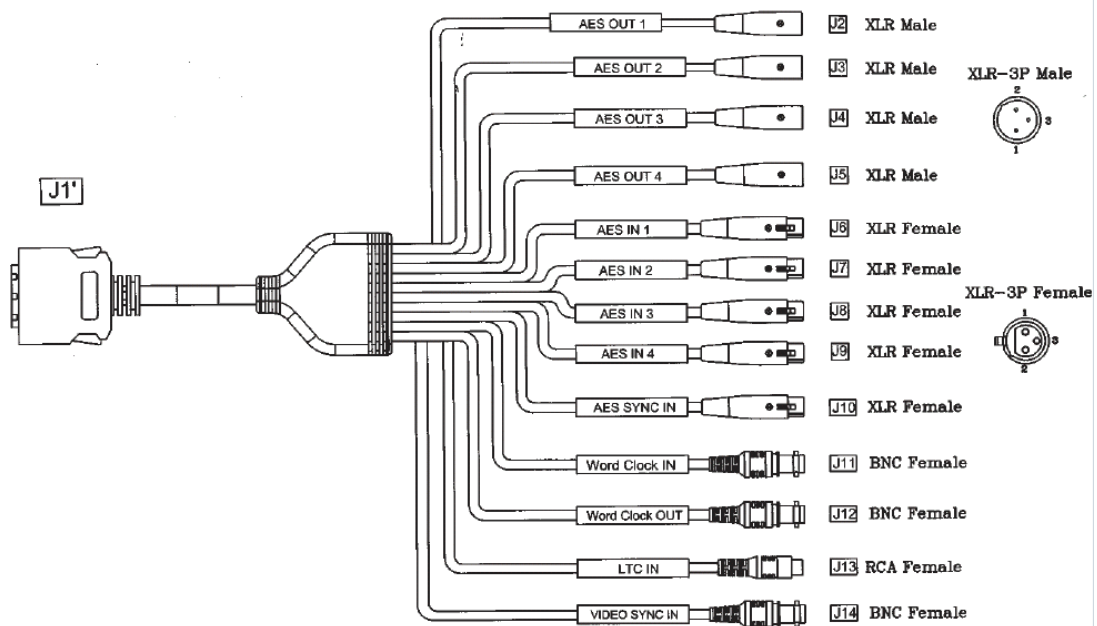 AES OUT 1 J2 XLR Male
AES OUT 2 J3 XLR Male
XLR-3P Male
2
3
1
AES OUT 3 J4 XLR Male
AES OUT 4 J5 XLR Male
J1'
AES IN 1 J6 XLR Female
AES IN 2 J7 XLR Female
XLR-3P Female
1
3
2
AES IN 3 J8 XLR Female
AES IN 4 J9 XLR Female
AES SYNC IN J10 XLR Female
Word Clock IN J11 BNC Female
Word Clock OUT J12 BNC Female
LTC IN J13 RCA Female
VIDEO SYNC IN J14 BNC Female